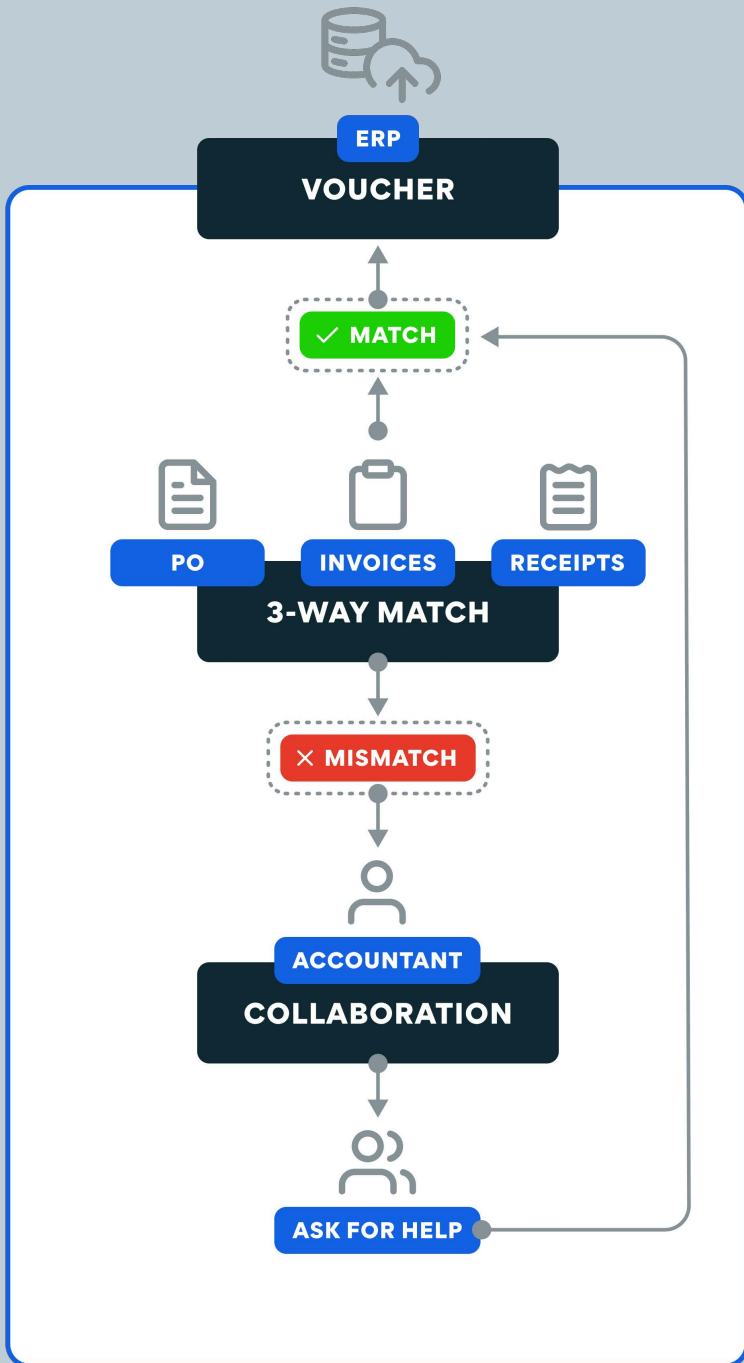 ERP
VOUCHER
MATCH
PO
INVOICES
RECEIPTS
3-WAY MATCH
MISMATCH
ACCOUNTANT
COLLABORATION
ASK FOR HELP